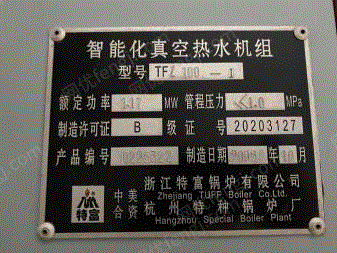 智能化真空热水机组
型号 TFZ 100 - I
额定功率 MW 管程压力 ≤1.0 MPa
制造许可证 B 级 证号 20203127
产品编号 制造日期 月
特富 中美合资 浙江特富锅炉有限公司
Zhejiang TUFF Boiler Co.Ltd.
杭州特种锅炉厂
Hangzhou Special Boiler Plant